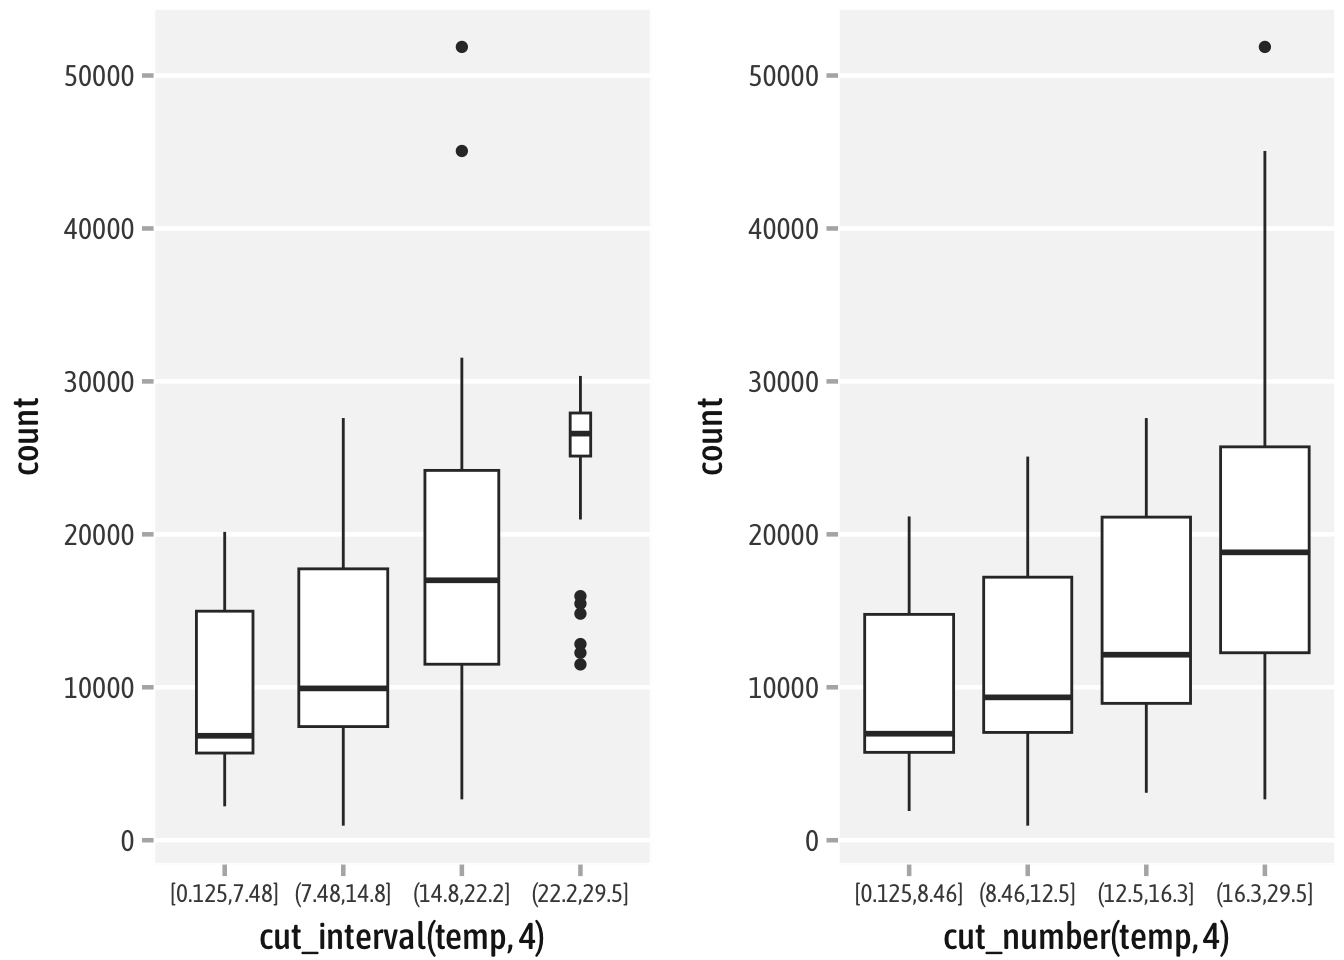 50000
40000
30000
20000
10000
0
count
[0.125,7.48] (7.48,14.8] (14.8,22.2] (22.2,29.5]
cut_interval(temp, 4)
50000
40000
30000
20000
10000
0
count
[0.125,8.46] (8.46,12.5] (12.5,16.3] (16.3,29.5]
cut_number(temp, 4)